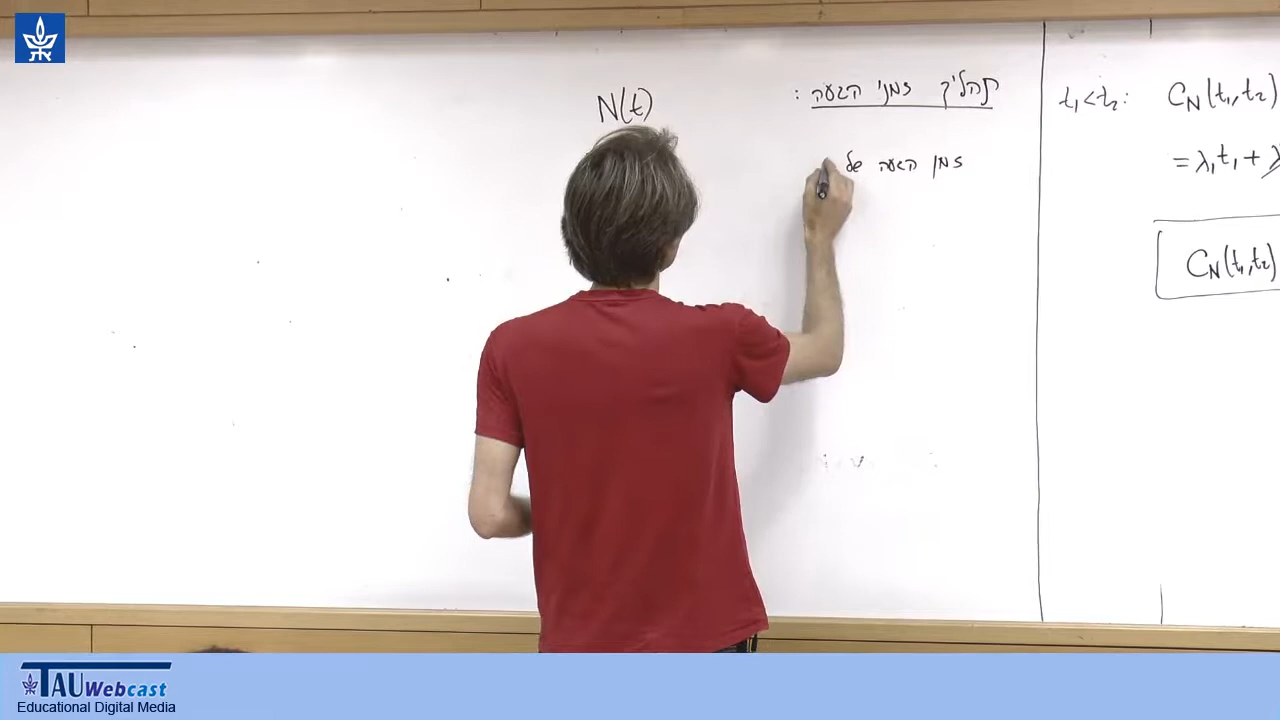 תהליך זמני הגעה :
זמן הגעה של
N(t)
t₁<t₂: C_N(t₁,t₂)
=λ₁t₁+λ
C_N(t₁,t₂)
TAU Webcast
Educational Digital Media